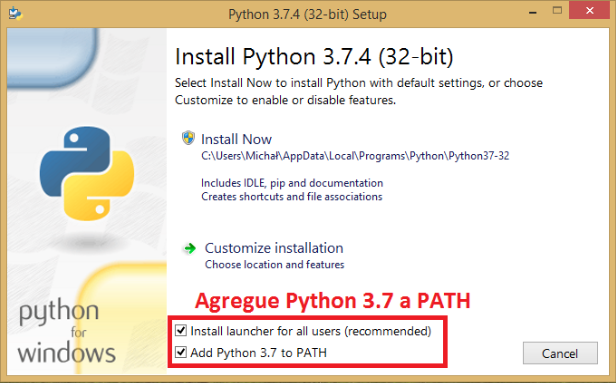 Python 3.7.4 (32-bit) Setup
Install Python 3.7.4 (32-bit)
Select Install Now to install Python with default settings, or choose
Customize to enable or disable features.
Install Now
C:\Users\Michał\AppData\Local\Programs\Python\Python37-32
Includes IDLE, pip and documentation
Creates shortcuts and file associations
Customize installation
Choose location and features
Agregue Python 3.7 a PATH
Install launcher for all users (recommended)
Add Python 3.7 to PATH
python
for
windows
Cancel